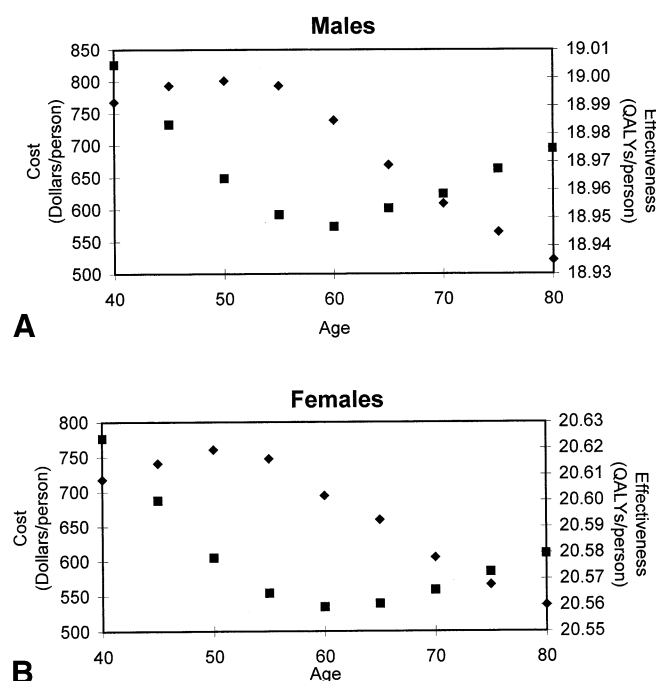 Males
850
800
750
700
650
600
550
500
Cost
(Dollars/person)
19.01
19.00
18.99
18.98
18.97
18.96
18.95
18.94
18.93
Effectiveness
(QALYs/person)
40 50 60 70 80
Age
A
Females
800
750
700
650
600
550
500
Cost
(Dollars/person)
20.63
20.62
20.61
20.60
20.59
20.58
20.57
20.56
20.55
Effectiveness
(QALYs/person)
40 50 60 70 80
Age
B